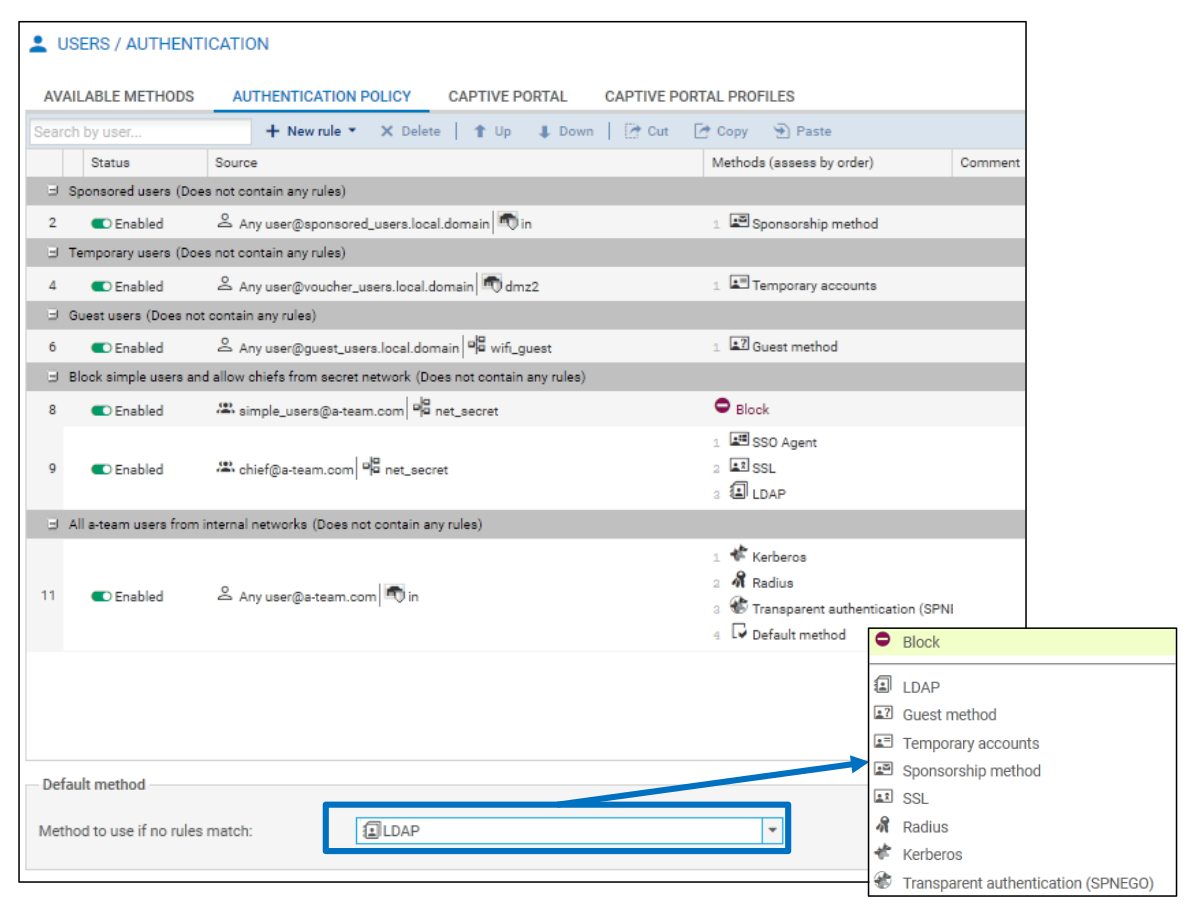 USERS / AUTHENTICATION
AVAILABLE METHODS AUTHENTICATION POLICY CAPTIVE PORTAL CAPTIVE PORTAL PROFILES
Search by user... New rule Delete Up Down Cut Copy Paste
Status Source Methods (assess by order) Comment
Sponsored users (Does not contain any rules)
2 Enabled Any user@sponsored_users.local.domain in 1 Sponsorship method
Temporary users (Does not contain any rules)
4 Enabled Any user@voucher_users.local.domain dmz2 1 Temporary accounts
Guest users (Does not contain any rules)
6 Enabled Any user@guest_users.local.domain wifi_guest 1 Guest method
Block simple users and allow chiefs from secret network (Does not contain any rules)
8 Enabled simple_users@a-team.com net_secret Block
1 SSO Agent
9 Enabled chief@a-team.com net_secret 2 SSL
3 LDAP
All a-team users from internal networks (Does not contain any rules)
1 Kerberos
2 Radius
11 Enabled Any user@a-team.com in 3 Transparent authentication (SPNE
4 Default method
Block
LDAP
Guest method
Temporary accounts
Sponsorship method
SSL
Radius
Kerberos
Transparent authentication (SPNEGO)
Default method
Method to use if no rules match: LDAP